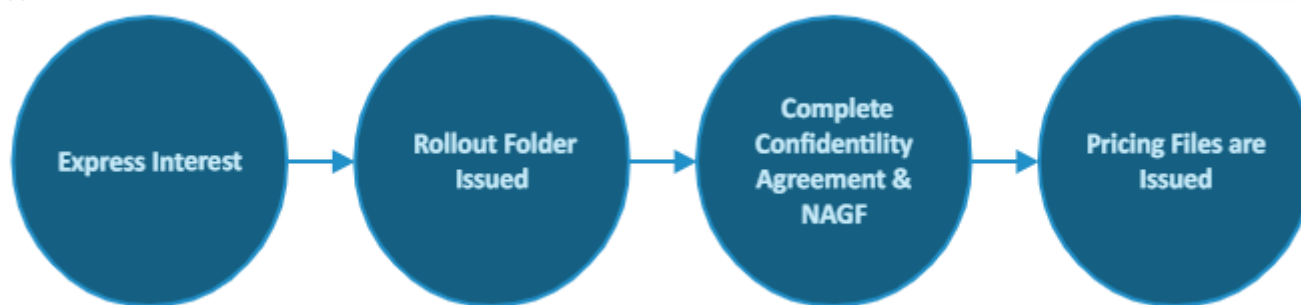 Express Interest
Rollout Folder
Issued
Complete
Confidentility
Agreement &
NAGF
Pricing Files are
Issued